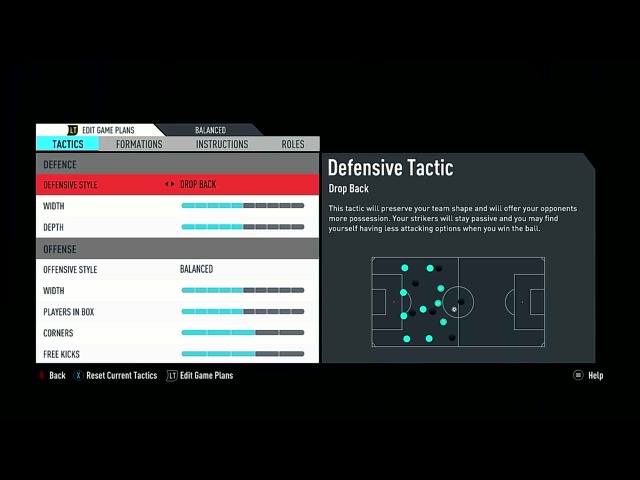 LT EDIT GAME PLANS BALANCED
TACTICS FORMATIONS INSTRUCTIONS ROLES
DEFENCE
DEFENSIVE STYLE DROP BACK
WIDTH
DEPTH
OFFENSE
OFFENSIVE STYLE BALANCED
WIDTH
PLAYERS IN BOX
CORNERS
FREE KICKS
Defensive Tactic
Drop Back
This tactic will preserve your team shape and will offer your opponents
more possession. Your strikers will stay passive and you may find
yourself having less attacking options when you win the ball.
Back X Reset Current Tactics LT Edit Game Plans Help